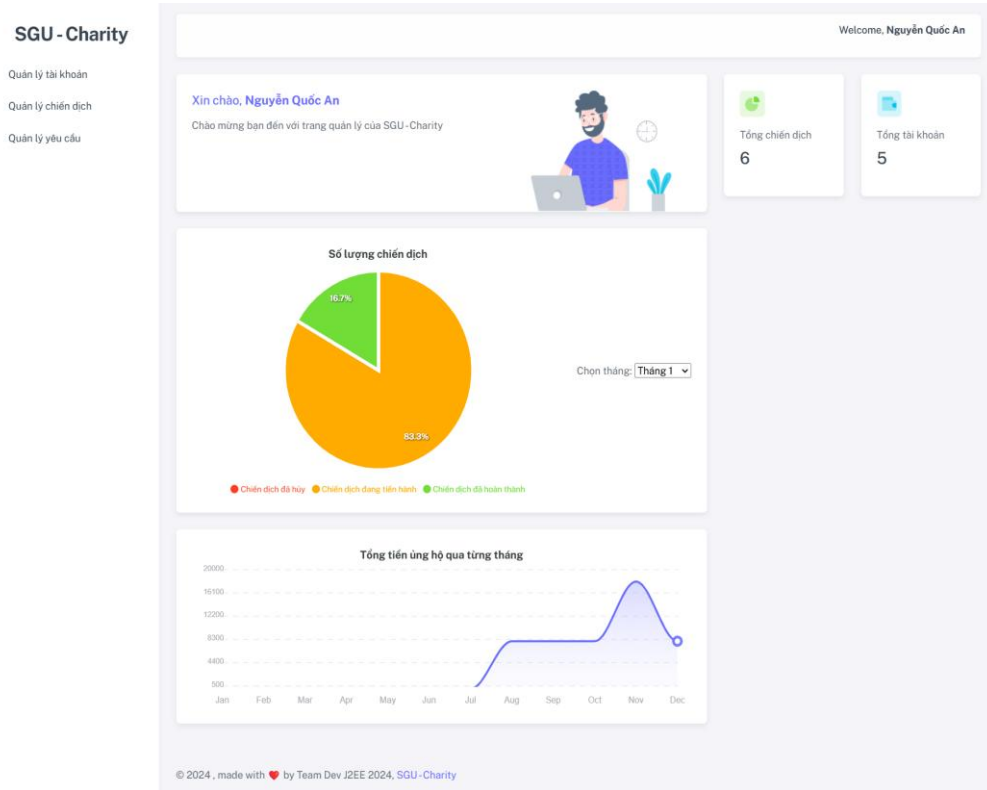 SGU - Charity
Quản lý tài khoản
Quản lý chiến dịch
Quản lý yêu cầu
Welcome, Nguyễn Quốc An
Xin chào, Nguyễn Quốc An
Chào mừng bạn đến với trang quản lý của SGU - Charity
Tổng chiến dịch
6
Tổng tài khoản
5
Số lượng chiến dịch
16.7%
83.3%
Chọn tháng: Tháng 1
Chiến dịch đã hủy Chiến dịch đang tiến hành Chiến dịch đã hoàn thành
Tổng tiền ủng hộ qua từng tháng
20000
16100
12200
8300
4400
500
Jan Feb Mar Apr May Jun Jul Aug Sep Oct Nov Dec
© 2024 , made with ❤️ by Team Dev J2EE 2024, SGU - Charity